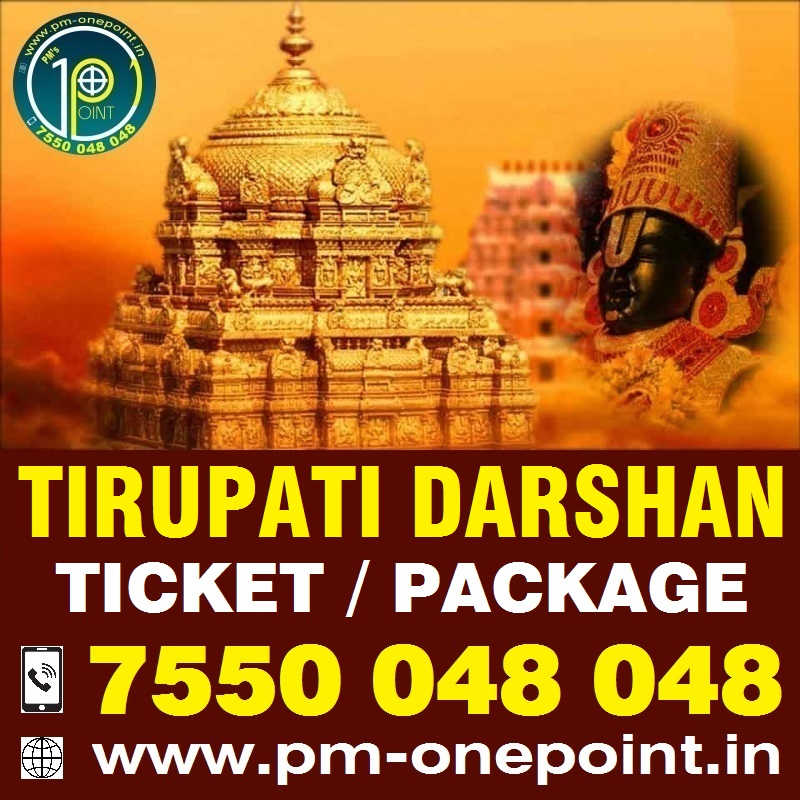 www.pm-onepoint.in
PM's
1P
POINT
7550 048 048
TIRUPATI DARSHAN
TICKET / PACKAGE
7550 048 048
www.pm-onepoint.in